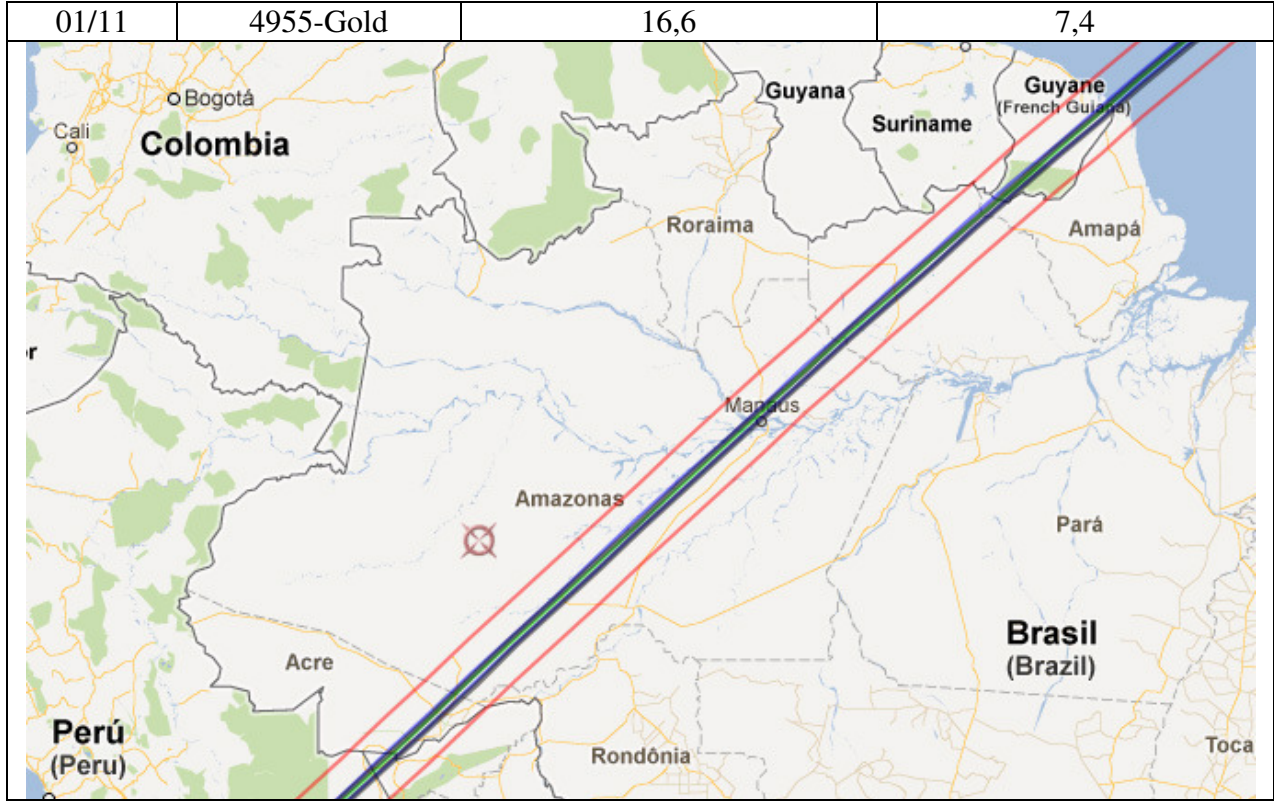 01/11 4955-Gold 16,6 7,4
Bogotá
Cali
Colombia
Guyana
Suriname
Guyane
(French Guiana)
Roraima
Amapá
r
Manaus
Amazonas
Pará
Acre
Brasil
(Brazil)
Perú
(Peru)
Rondônia
Toca